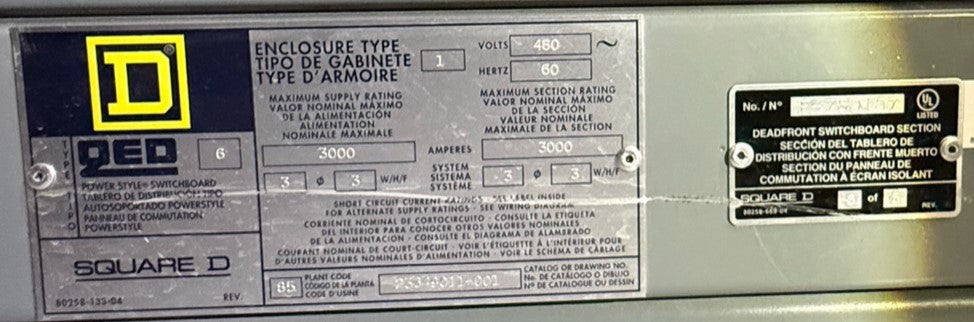 D
®
QED
6
TYPE
TIPO
POWER STYLE® SWITCHBOARD
TABLERO DE DISTRIBUCIÓN TIPO
AUTOSOPORTADO POWERSTYLE
PANNEAU DE COMMUTATION
POWERSTYLE
SQUARE D
80258-133-04 REV.
ENCLOSURE TYPE
TIPO DE GABINETE
TYPE D'ARMOIRE
1
VOLTS 480 ~
HERTZ 60
MAXIMUM SUPPLY RATING
VALOR NOMINAL MÁXIMO
DE LA ALIMENTACIÓN
ALIMENTATION
NOMINALE MAXIMALE
MAXIMUM SECTION RATING
VALOR NOMINAL MÁXIMO
DE LA SECCIÓN
VALEUR NOMINALE
MAXIMALE DE LA SECTION
3000 AMPERES 3000
3 ø 3 W/H/F
SYSTEM
SISTEMA
SYSTÈME
3 ø 3 W/H/F
SHORT CIRCUIT CURRENT RATINGS - SEE LABEL INSIDE
FOR ALTERNATE SUPPLY RATINGS - SEE WIRING DIAGRAM
CORRIENTE NOMINAL DE CORTOCIRCUITO - CONSULTE LA ETIQUETA
DEL INTERIOR PARA CONOCER OTROS VALORES NOMINALES
DE LA ALIMENTACION - CONSULTE EL DIAGRAMA DE ALAMBRADO
COURANT NOMINAL DE COURT-CIRCUIT - VOIR L'ÉTIQUETTE À L'INTÉRIEUR POUR
D'AUTRES VALEURS NOMINALES D'ALIMENTATION - VOIR LE SCHÉMA DE CÂBLAGE
85
PLANT CODE
CÓDIGO DE LA PLANTA
CODE D'USINE
CATALOG OR DRAWING NO.
No. DE CATÁLOGO O DIBUJO
Nº DE CATALOGUE OU DESSIN
No. / Nº
UL
LISTED
DEADFRONT SWITCHBOARD SECTION
SECCIÓN DEL TABLERO DE
DISTRIBUCIÓN CON FRENTE MUERTO
SECTION DU PANNEAU DE
COMMUTATION À ÉCRAN ISOLANT
SQUARE D of
REV.